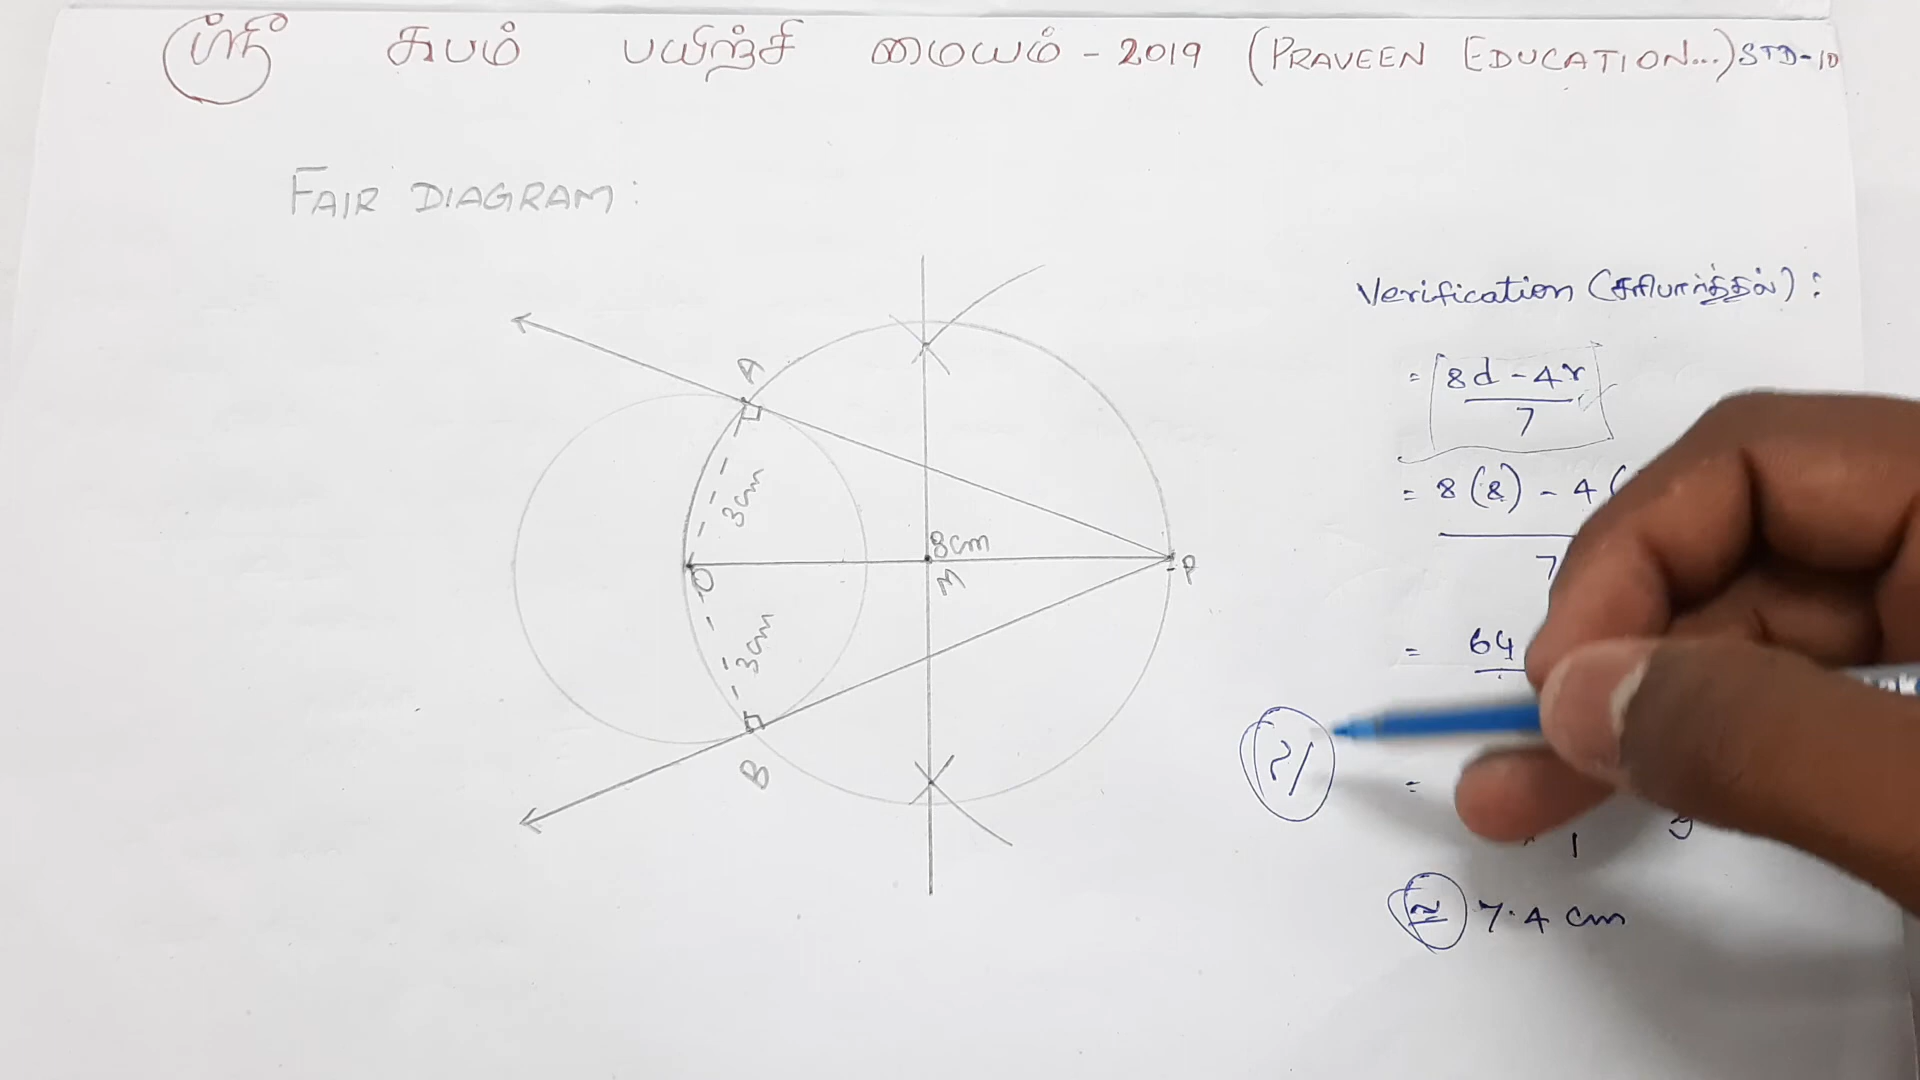 ஸ்ரீ சுபம் பயிற்சி மையம் - 2019 (PRAVEEN EDUCATION...) STD-10
FAIR DIAGRAM:
Verification (சரிபார்த்தல்):
= 8d - 4r
7
= 8 (8) - 4 (
7
= 64
=
≅ 7.4 cm
A
3cm
8cm
O
M
P
3cm
B